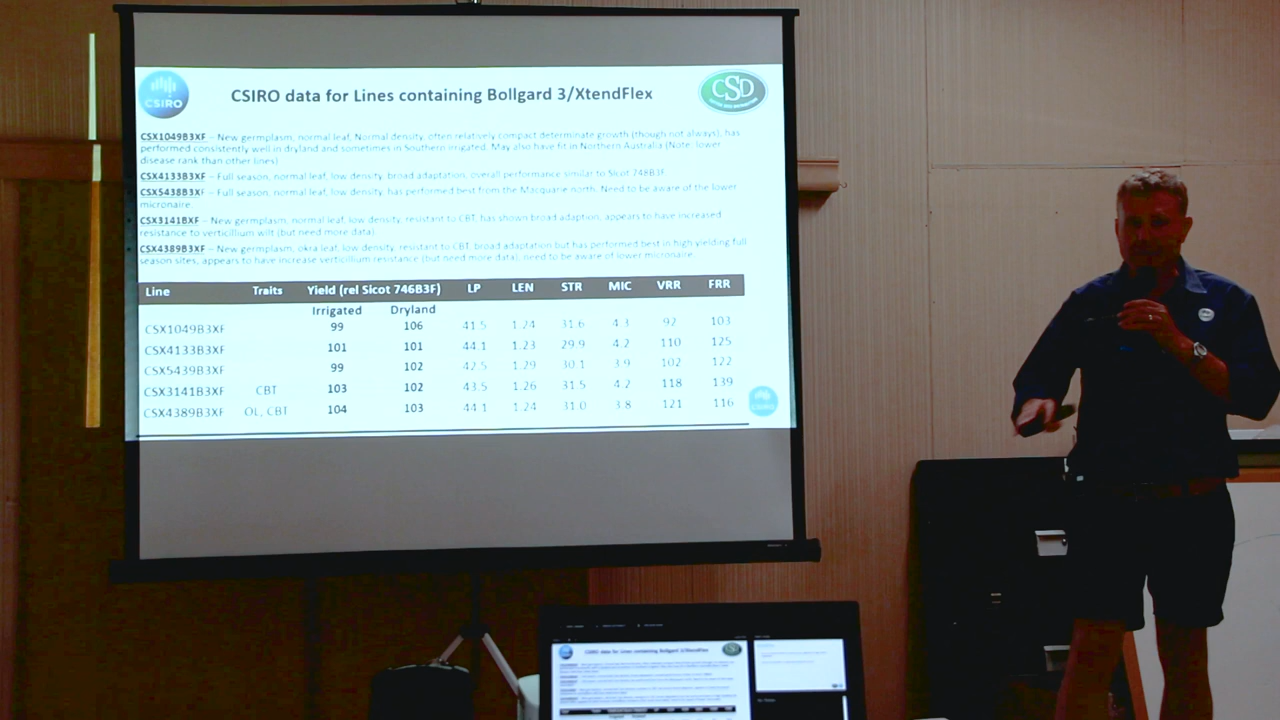 CSIRO
CSIRO data for Lines containing Bollgard 3/XtendFlex
CSD
CSX1049B3XF – New germplasm, normal leaf, Normal density, often relatively compact determinate growth (though not always), has
performed consistently well in dryland and sometimes in Southern irrigated. May also have fit in Northern Australia (Note: lower
disease rank than other lines)
CSX4133B3XF – Full season, normal leaf, low density, broad adaptation, overall performance similar to Sicot 748B3F
CSX5438B3XF – Full season, normal leaf, low density, has performed best from the Macquarie north. Need to be aware of the lower
micronaire.
CSX3141BXF – New germplasm, normal leaf, low density, resistant to CBT, has shown broad adaption, appears to have increased
resistance to verticillium wilt (but need more data)
CSX4389B3XF – New germplasm, okra leaf, low density, resistant to CBT, broad adaptation but has performed best in high yielding full
season sites, appears to have increase verticillium resistance (but need more data), need to be aware of lower micronaire.
Line Traits Yield (rel Sicot 746B3F) LP LEN STR MIC VRR FRR
Irrigated Dryland
CSX1049B3XF 99 106 41.5 1.24 31.6 4.3 92 103
CSX4133B3XF 101 101 44.1 1.23 29.9 4.2 110 125
CSX5439B3XF 99 102 42.5 1.29 30.1 3.9 102 122
CSX3141B3XF CBT 103 102 43.5 1.26 31.5 4.2 118 139
CSX4389B3XF OL, CBT 104 103 44.1 1.24 31.0 3.8 121 116
CSIRO
CSIRO data for Lines containing Bollgard 3/XtendFlex